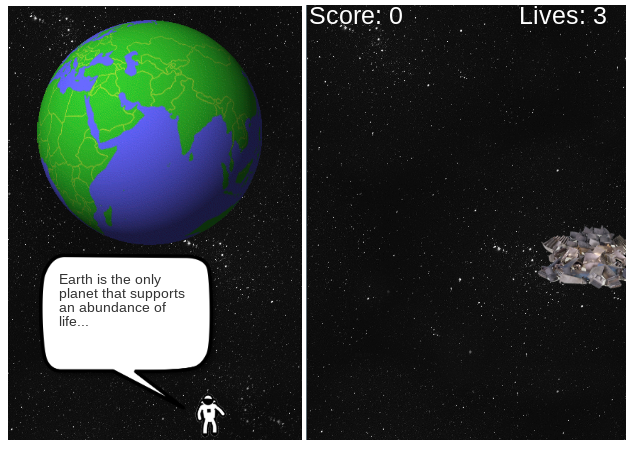 Score: 0
Lives: 3
Earth is the only
planet that supports
an abundance of
life...